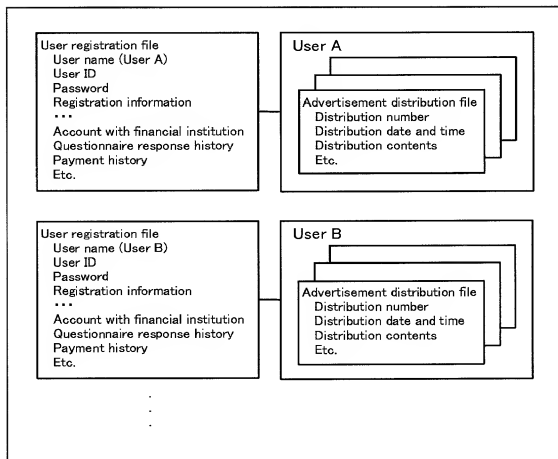 User registration file
User name (User A)
User ID
Password
Registration information
･･･
Account with financial institution
Questionnaire response history
Payment history
Etc.
User A
Advertisement distribution file
Distribution number
Distribution date and time
Distribution contents
Etc.
User registration file
User name (User B)
User ID
Password
Registration information
･･･
Account with financial institution
Questionnaire response history
Payment history
Etc.
User B
Advertisement distribution file
Distribution number
Distribution date and time
Distribution contents
Etc.
.
.
.